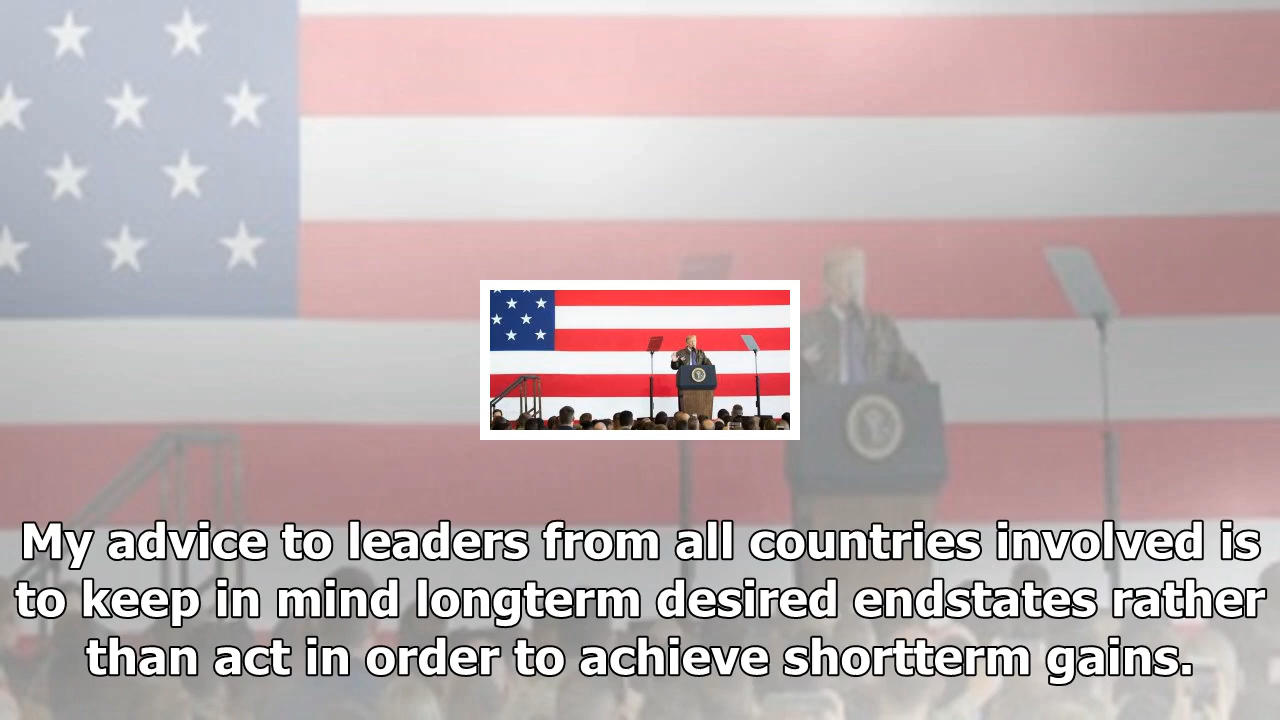 My advice to leaders from all countries involved is
to keep in mind longterm desired endstates rather
than act in order to achieve shortterm gains.